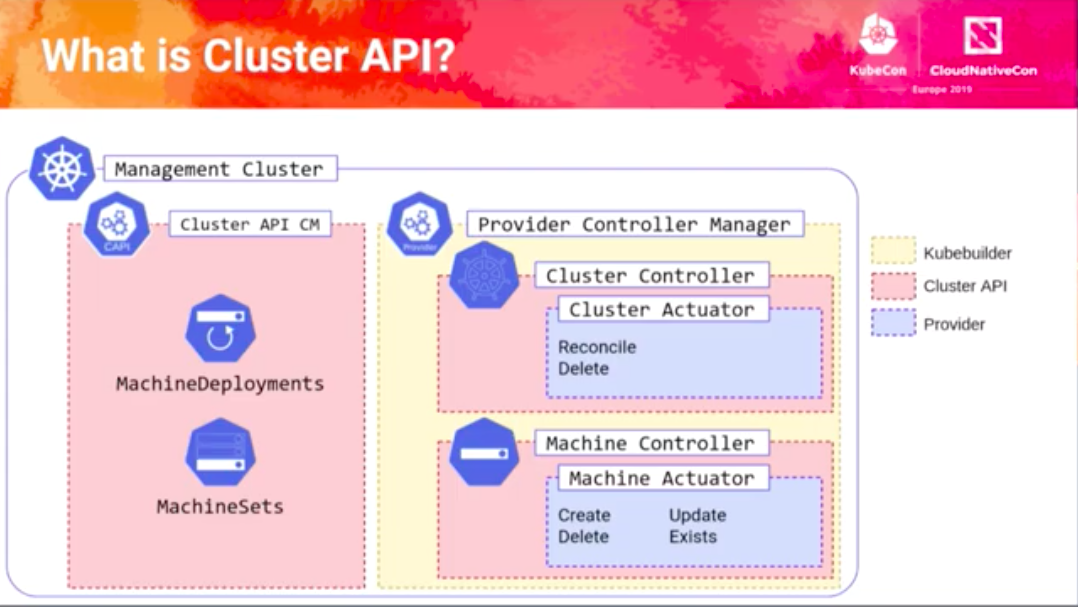 What is Cluster API?
KubeCon
CloudNativeCon
Europe 2019
Management Cluster
CAPI
Cluster API CM
MachineDeployments
MachineSets
Provider
Provider Controller Manager
Cluster Controller
Cluster Actuator
Reconcile
Delete
Machine Controller
Machine Actuator
Create Update
Delete Exists
Kubebuilder
Cluster API
Provider